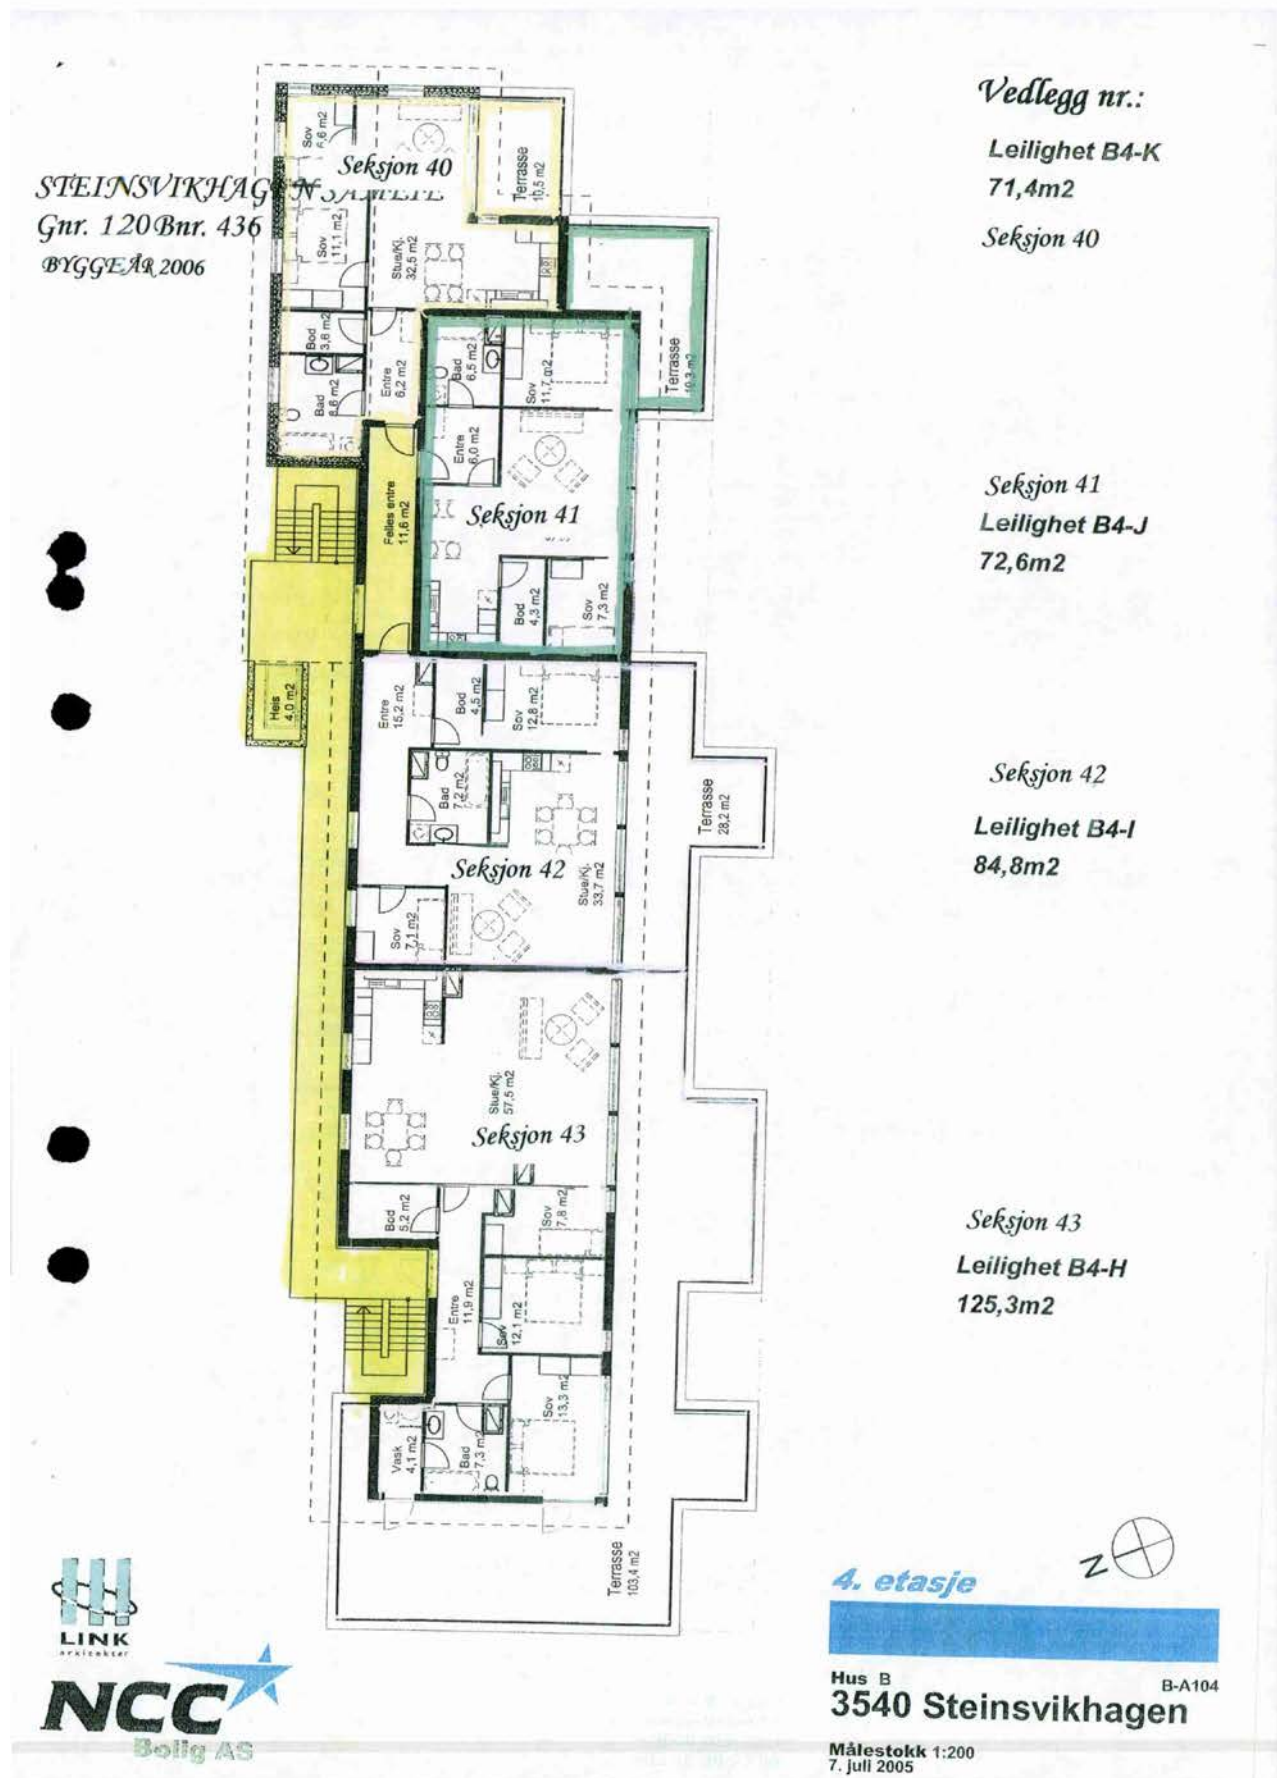 Vedlegg nr.:
Leilighet B4-K
71,4m2
Seksjon 40
STEINSVIKHAGEN SAMEIE
Gnr. 120 Bnr. 436
BYGGEÅR 2006
Sov
6,6 m2
Seksjon 40
Terrasse
10,5 m2
Sov
11,1 m2
Stue/Kj.
32,5 m2
Bod
3,6 m2
Entre
6,2 m2
Bad
Bad
6,5 m2
Sov
11,7 m2
Terrasse
10,3 m2
Entre
6,0 m2
Felles entre
11,6 m2
Seksjon 41
Bod
4,3 m2
Sov
7,3 m2
Seksjon 41
Leilighet B4-J
72,6m2
Heis
4,0 m2
Entre
15,2 m2
Bod
4,5 m2
Sov
12,8 m2
Bad
7,2 m2
Terrasse
28,2 m2
Seksjon 42
Stue/Kj.
33,7 m2
Sov
7,1 m2
Seksjon 42
Leilighet B4-I
84,8m2
Stue/Kj.
57,5 m2
Seksjon 43
Bod
5,2 m2
Sov
7,8 m2
Entre
11,9 m2
Sov
12,1 m2
Sov
13,3 m2
Vask
4,1 m2
Bad
7,3 m2
Terrasse
103,4 m2
Seksjon 43
Leilighet B4-H
125,3m2
N
4. etasje
Hus B
B-A104
3540 Steinsvikhagen
Målestokk 1:200
7. juli 2005
LINK
arkitekter
NCC
Bolig AS